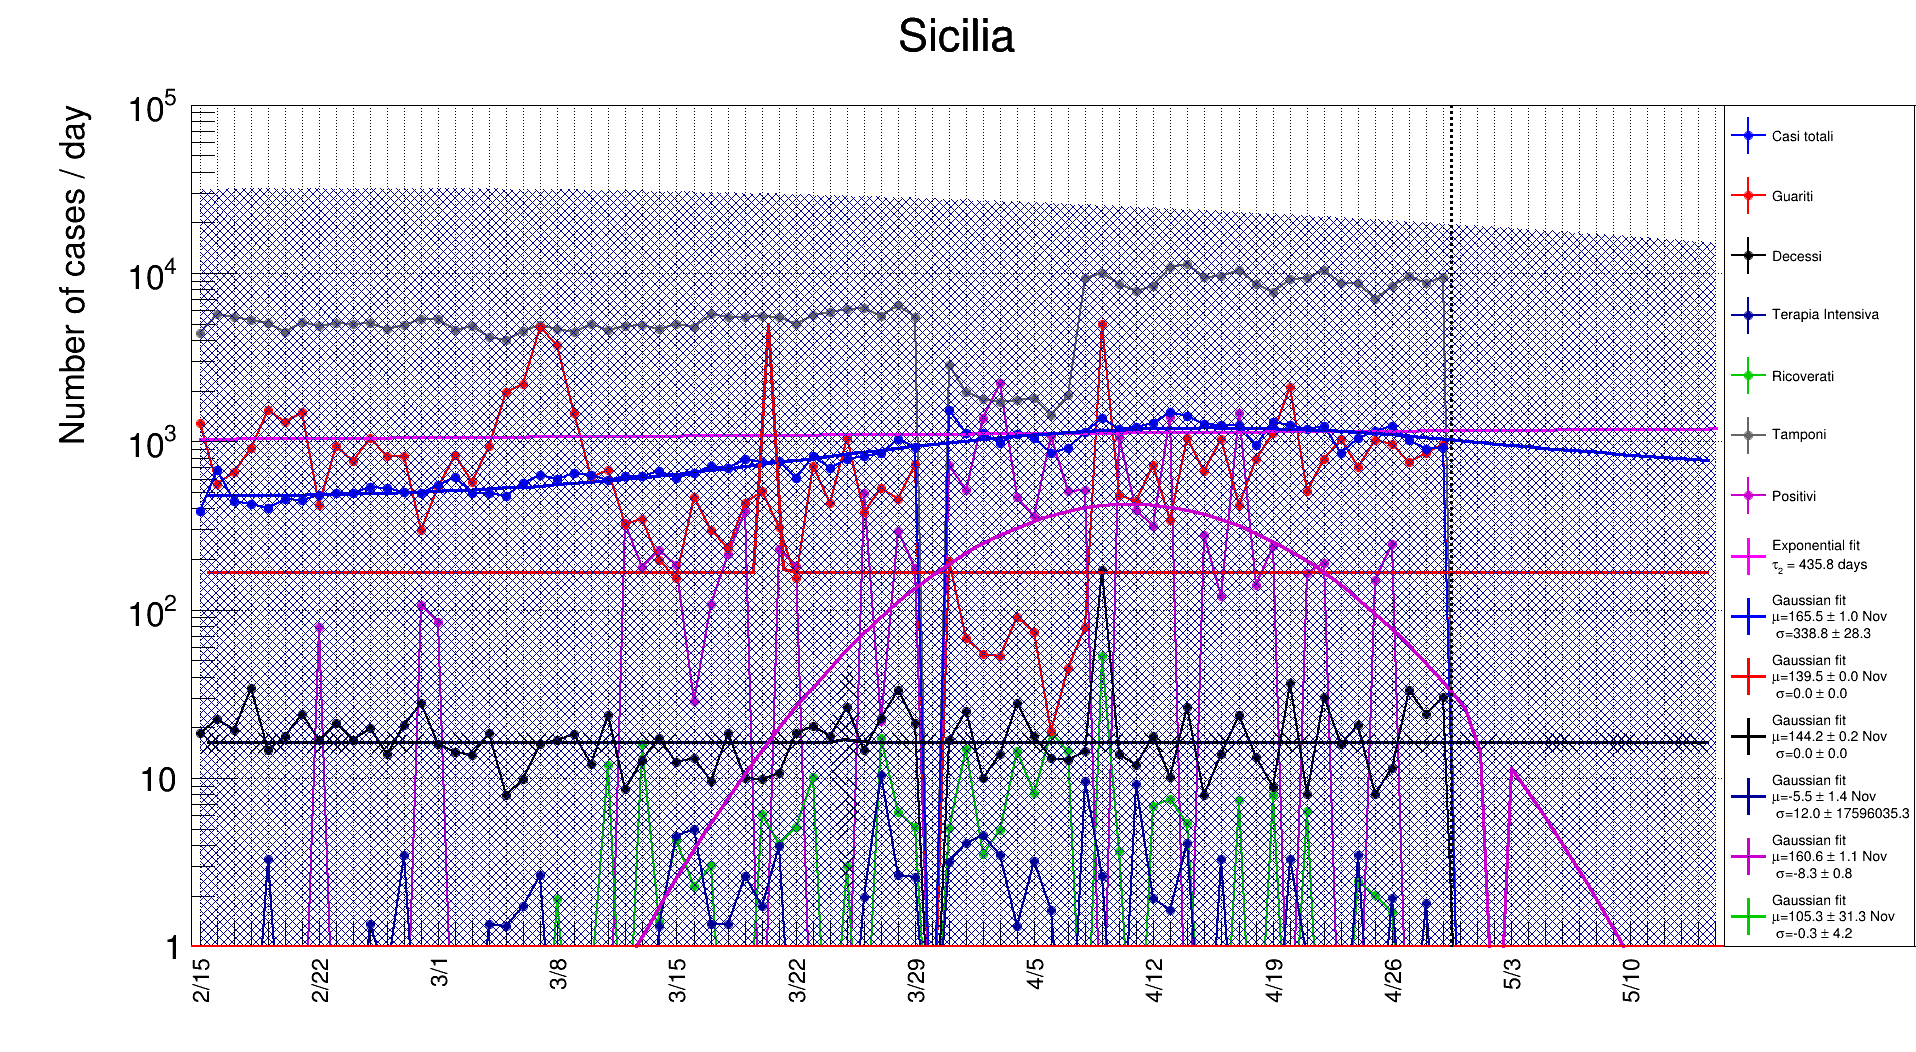 Sicilia
Number of cases / day
10^5
10^4
10^3
10^2
10
1
2/15
2/22
3/1
3/8
3/15
3/22
3/29
4/5
4/12
4/19
4/26
5/3
5/10
Casi totali
Guariti
Decessi
Terapia Intensiva
Ricoverati
Tamponi
Positivi
Exponential fit
τ₂ = 435.8 days
Gaussian fit
μ=165.5 ± 1.0 Nov
σ=338.8 ± 28.3
Gaussian fit
μ=139.5 ± 0.0 Nov
σ=0.0 ± 0.0
Gaussian fit
μ=144.2 ± 0.2 Nov
σ=0.0 ± 0.0
Gaussian fit
μ=-5.5 ± 1.4 Nov
σ=12.0 ± 17596035.3
Gaussian fit
μ=160.6 ± 1.1 Nov
σ=-8.3 ± 0.8
Gaussian fit
μ=105.3 ± 31.3 Nov
σ=-0.3 ± 4.2